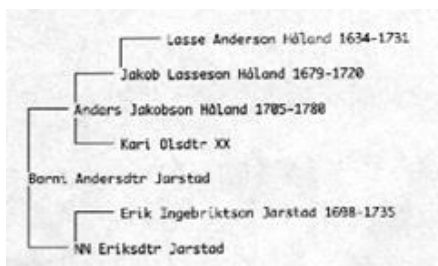 Lasse Anderson Håland 1634-1731
Jakob Lasseson Håland 1679-1720
Anders Jakobson Håland 1705-1780
Kari Olsdtr XX
Barni Andersdtr Jarstad
Erik Ingebriktson Jarstad 1698-1735
NN Eriksdtr Jarstad